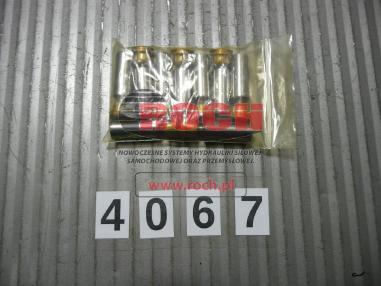 ROCH
NOWOCZESNE SYSTEMY HYDRAULIKI SIŁOWEJ
SAMOCHODOWEJ ORAZ PRZEMYSŁOWEJ.
www.roch.pl
4067